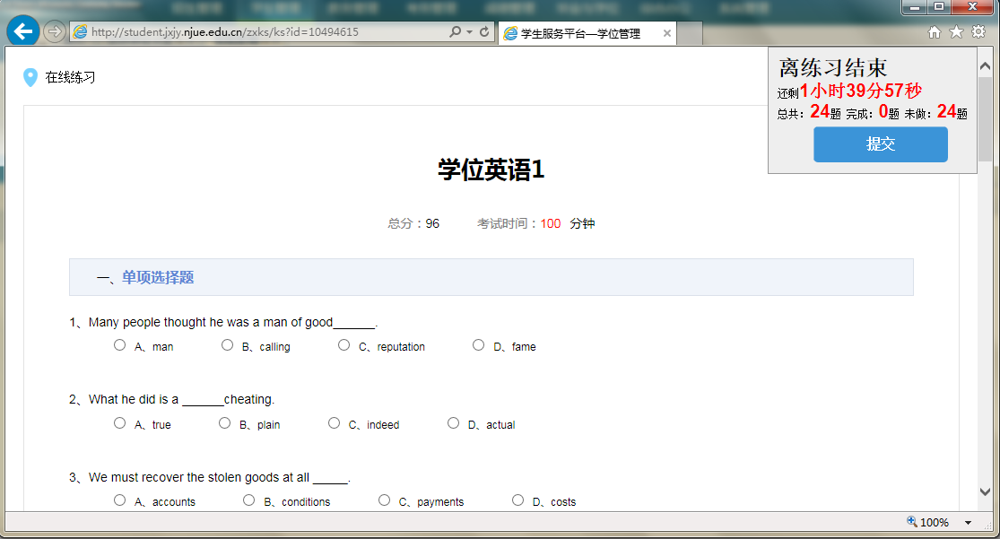 http://student.jxjy.njue.edu.cn/zxks/ks?id=10494615
学生服务平台—学位管理
在线练习
离练习结束
还剩1小时39分57秒
总共：24题 完成：0题 未做：24题
提交
学位英语1
总分：96 考试时间：100 分钟
一、单项选择题
1、Many people thought he was a man of good______.
A、man B、calling C、reputation D、fame
2、What he did is a ______cheating.
A、true B、plain C、indeed D、actual
3、We must recover the stolen goods at all _____.
A、accounts B、conditions C、payments D、costs
100%